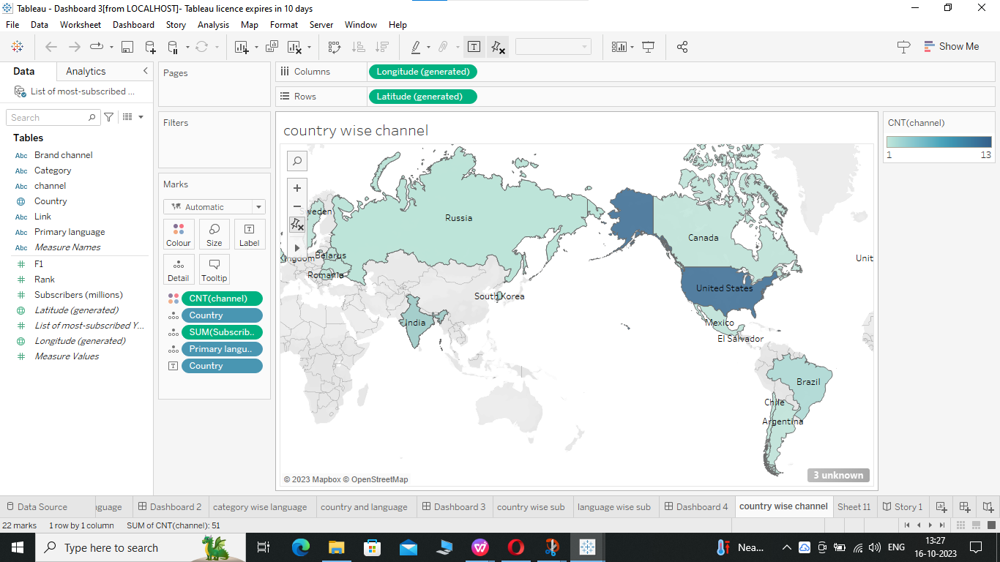 Tableau - Dashboard 3[from LOCALHOST]- Tableau licence expires in 10 days
File Data Worksheet Dashboard Story Analysis Map Format Server Window Help
Show Me
Data Analytics
List of most-subscribed ...
Search
Tables
Abc Brand channel
Abc Category
Abc channel
Country
Abc Link
Abc Primary language
Abc Measure Names
F1
Rank
Subscribers (millions)
Latitude (generated)
List of most-subscribed Y...
Longitude (generated)
Measure Values
Pages
Filters
Marks
Automatic
Colour Size Label
Detail Tooltip
CNT(channel)
Country
SUM(Subscrib..
Primary langu..
Country
Columns Longitude (generated)
Rows Latitude (generated)
country wise channel
Sweden
Russia
Canada
Kingdom
Belarus
Unit
Romania
United States
South Korea
India
Mexico
El Salvador
Brazil
Chile
Argentina
3 unknown
© 2023 Mapbox © OpenStreetMap
CNT(channel)
1 13
Data Source nguage Dashboard 2 category wise language country and language Dashboard 3 country wise sub language wise sub Dashboard 4 country wise channel Sheet 11 Story 1
22 marks 1 row by 1 column SUM of CNT(channel): 51
Type here to search
Nea...
ENG
13:27
16-10-2023